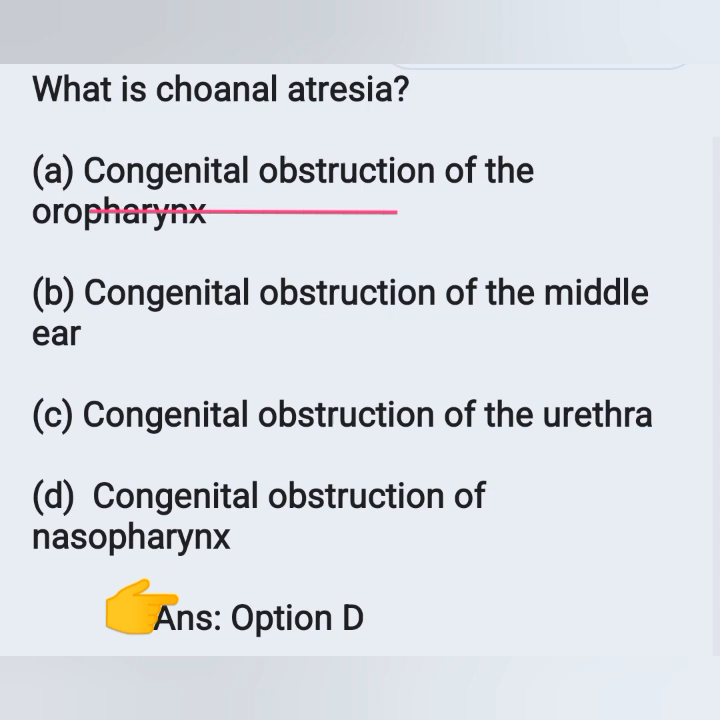 What is choanal atresia?
(a) Congenital obstruction of the
oropharynx
(b) Congenital obstruction of the middle
ear
(c) Congenital obstruction of the urethra
(d) Congenital obstruction of
nasopharynx
Ans: Option D